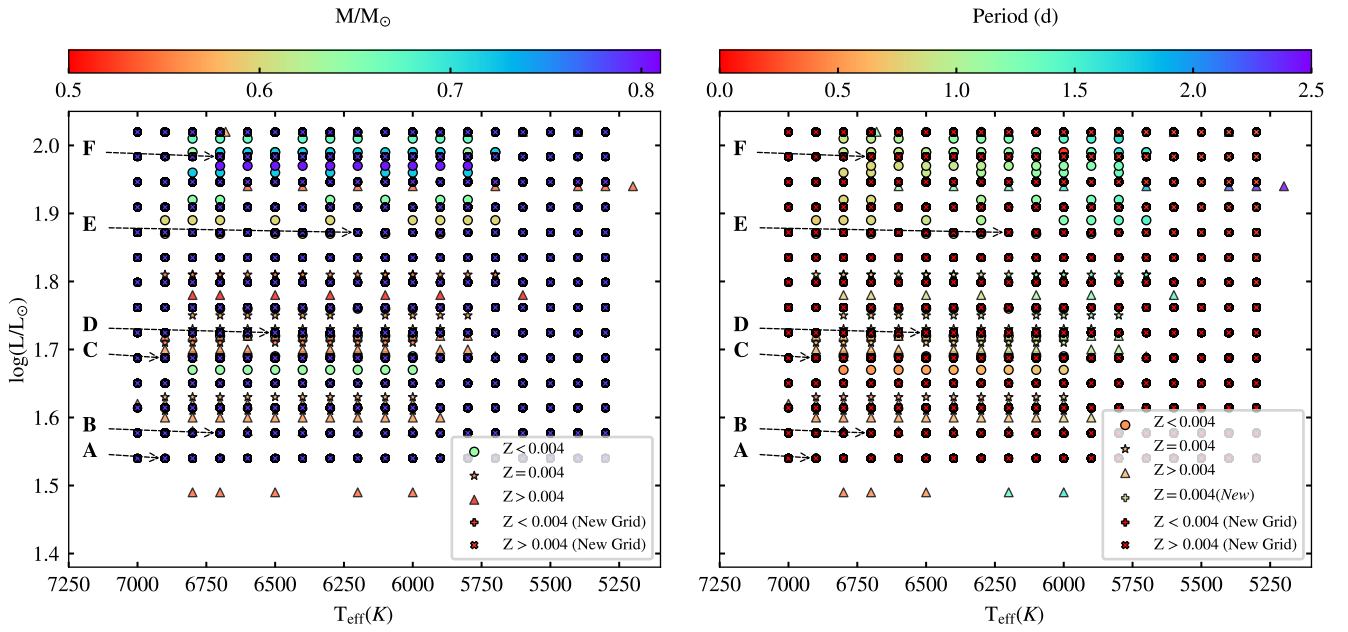 M/M⊙
0.5 0.6 0.7 0.8
log(L/L⊙)
2.0
1.9
1.8
1.7
1.6
1.5
1.4
F
E
D
C
B
A
Z < 0.004
Z = 0.004
Z > 0.004
Z < 0.004 (New Grid)
Z > 0.004 (New Grid)
7250 7000 6750 6500 6250 6000 5750 5500 5250
Teff(K)
Period (d)
0.0 0.5 1.0 1.5 2.0 2.5
F
E
D
C
B
A
Z < 0.004
Z = 0.004
Z > 0.004
Z = 0.004(New)
Z < 0.004 (New Grid)
Z > 0.004 (New Grid)
7250 7000 6750 6500 6250 6000 5750 5500 5250
Teff(K)